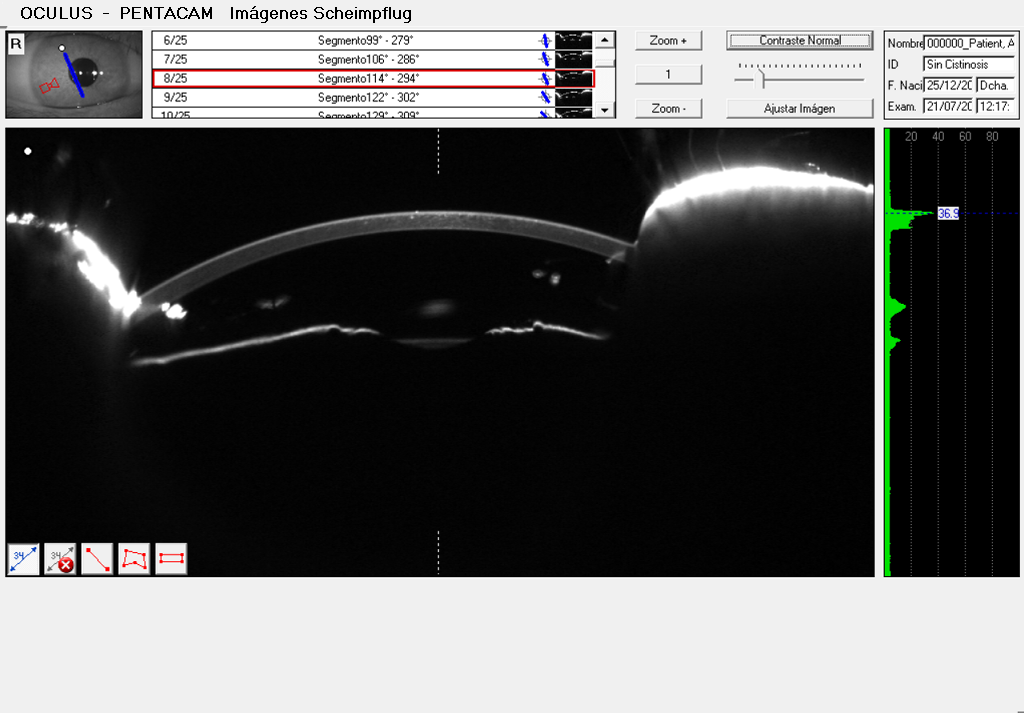 OCULUS - PENTACAM Imágenes Scheimpflug
R
6/25 Segmento99° - 279°
7/25 Segmento106° - 286°
8/25 Segmento114° - 294°
9/25 Segmento122° - 302°
10/25 Segmento129° - 309°
Zoom +
1
Zoom -
Contraste Normal
Ajustar Imágen
Nombre 000000_Patient, A
ID Sin Cistinosis
F. Naci 25/12/20 Dcha.
Exam. 21/07/20 12:17:
20 40 60 80
36.9
34 34